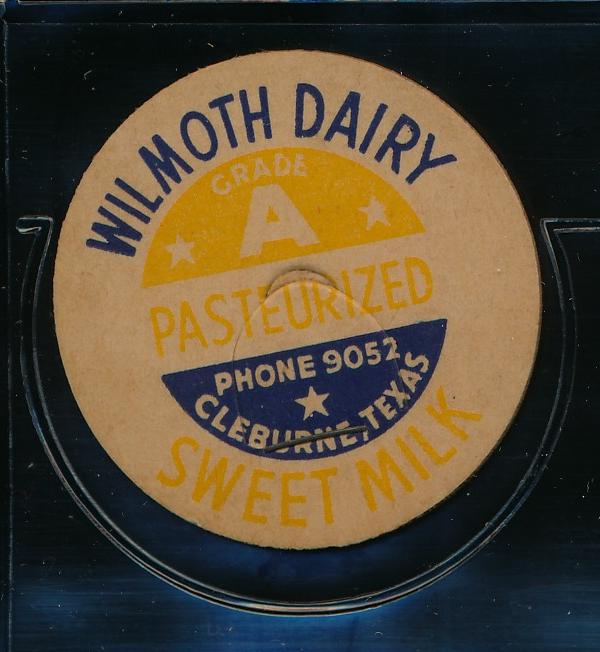 WILMOTH DAIRY
GRADE
A
PASTEURIZED
PHONE 9052
CLEBURNE, TEXAS
SWEET MILK